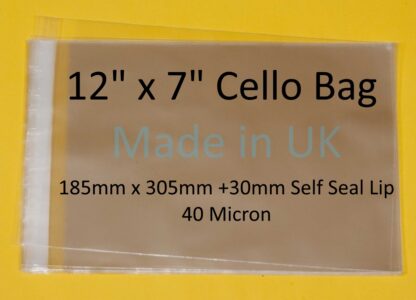 12" x 7" Cello Bag
Made in UK
185mm x 305mm +30mm Self Seal Lip
40 Micron